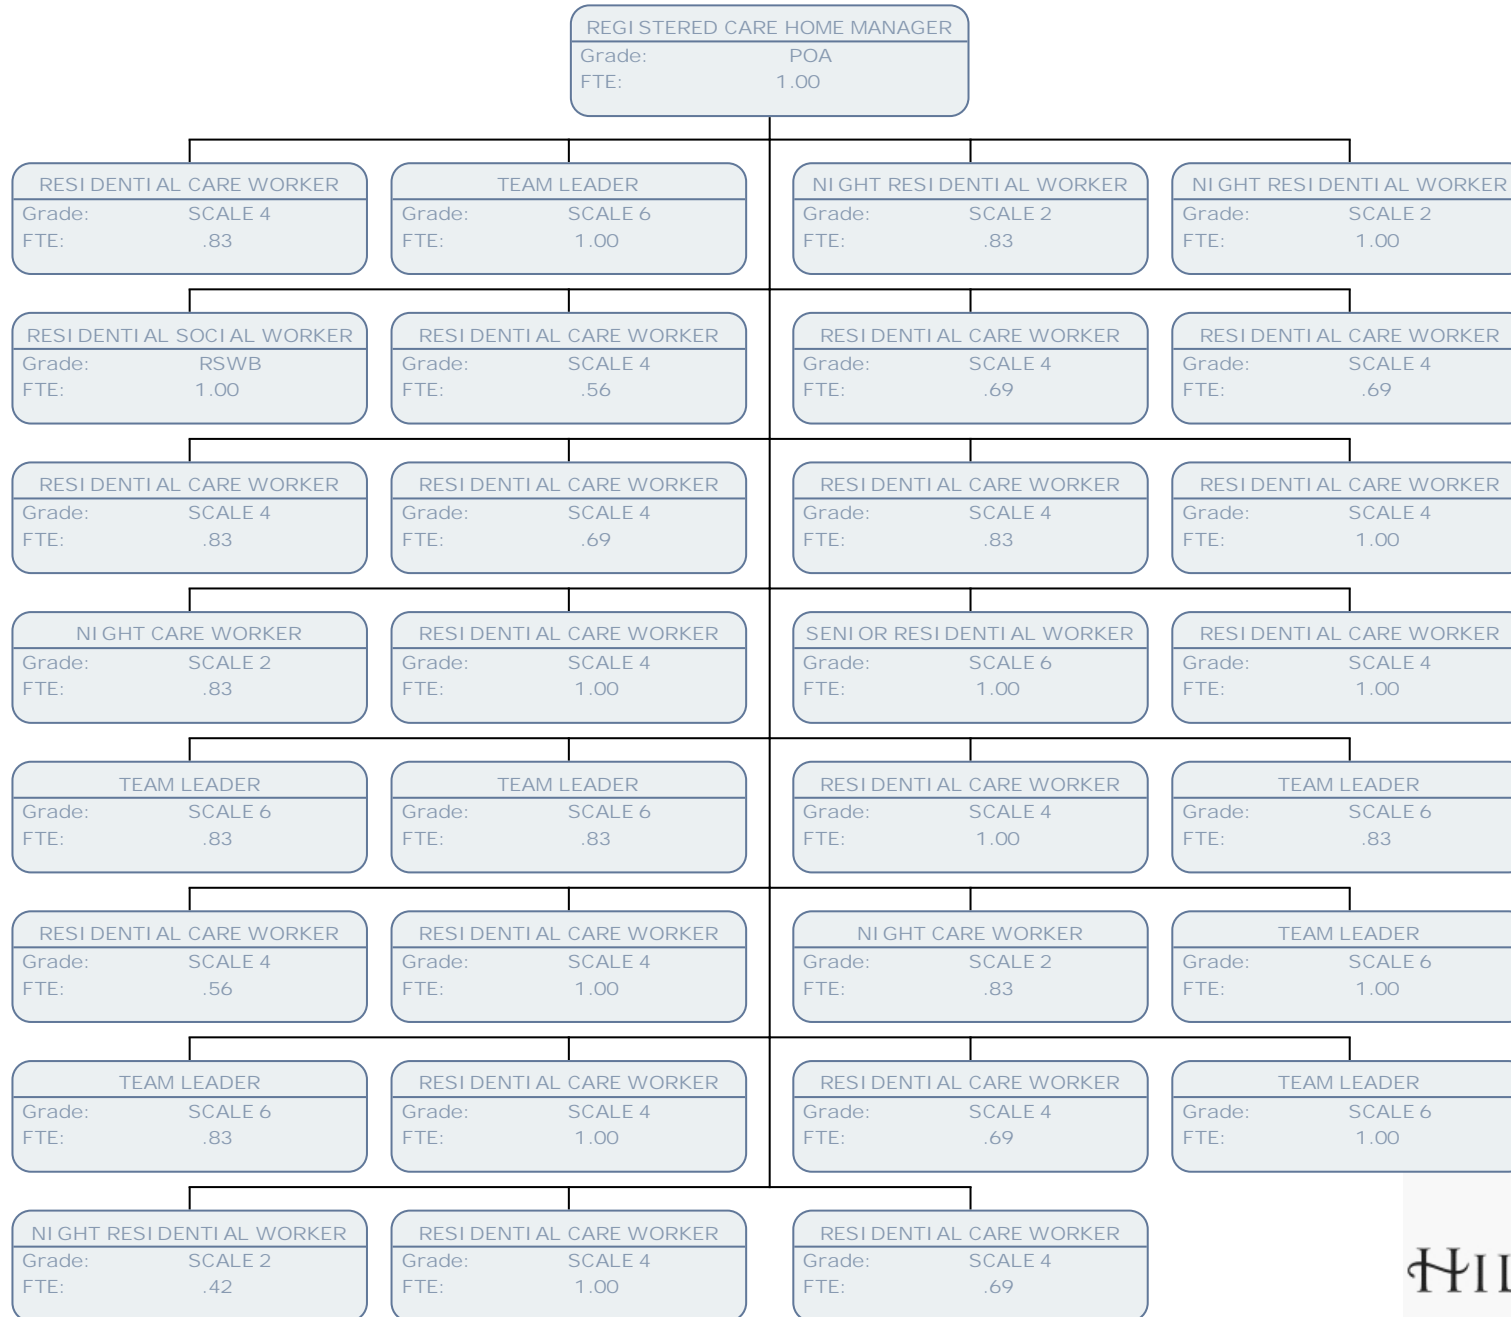 REGISTERED CARE HOME MANAGER
Grade: POA
FTE: 1.00
RESIDENTIAL CARE WORKER
Grade: SCALE 4
FTE: .83
TEAM LEADER
Grade: SCALE 6
FTE: 1.00
NIGHT RESIDENTIAL WORKER
Grade: SCALE 2
FTE: .83
NIGHT RESIDENTIAL WORKER
Grade: SCALE 2
FTE: 1.00
RESIDENTIAL SOCIAL WORKER
Grade: RSWB
FTE: 1.00
RESIDENTIAL CARE WORKER
Grade: SCALE 4
FTE: .56
RESIDENTIAL CARE WORKER
Grade: SCALE 4
FTE: .69
RESIDENTIAL CARE WORKER
Grade: SCALE 4
FTE: .69
RESIDENTIAL CARE WORKER
Grade: SCALE 4
FTE: .83
RESIDENTIAL CARE WORKER
Grade: SCALE 4
FTE: .69
RESIDENTIAL CARE WORKER
Grade: SCALE 4
FTE: .83
RESIDENTIAL CARE WORKER
Grade: SCALE 4
FTE: 1.00
NIGHT CARE WORKER
Grade: SCALE 2
FTE: .83
RESIDENTIAL CARE WORKER
Grade: SCALE 4
FTE: 1.00
SENIOR RESIDENTIAL WORKER
Grade: SCALE 6
FTE: 1.00
RESIDENTIAL CARE WORKER
Grade: SCALE 4
FTE: 1.00
TEAM LEADER
Grade: SCALE 6
FTE: .83
TEAM LEADER
Grade: SCALE 6
FTE: .83
RESIDENTIAL CARE WORKER
Grade: SCALE 4
FTE: 1.00
TEAM LEADER
Grade: SCALE 6
FTE: .83
RESIDENTIAL CARE WORKER
Grade: SCALE 4
FTE: .56
RESIDENTIAL CARE WORKER
Grade: SCALE 4
FTE: 1.00
NIGHT CARE WORKER
Grade: SCALE 2
FTE: .83
TEAM LEADER
Grade: SCALE 6
FTE: 1.00
TEAM LEADER
Grade: SCALE 6
FTE: .83
RESIDENTIAL CARE WORKER
Grade: SCALE 4
FTE: 1.00
RESIDENTIAL CARE WORKER
Grade: SCALE 4
FTE: .69
TEAM LEADER
Grade: SCALE 6
FTE: 1.00
NIGHT RESIDENTIAL WORKER
Grade: SCALE 2
FTE: .42
RESIDENTIAL CARE WORKER
Grade: SCALE 4
FTE: 1.00
RESIDENTIAL CARE WORKER
Grade: SCALE 4
FTE: .69